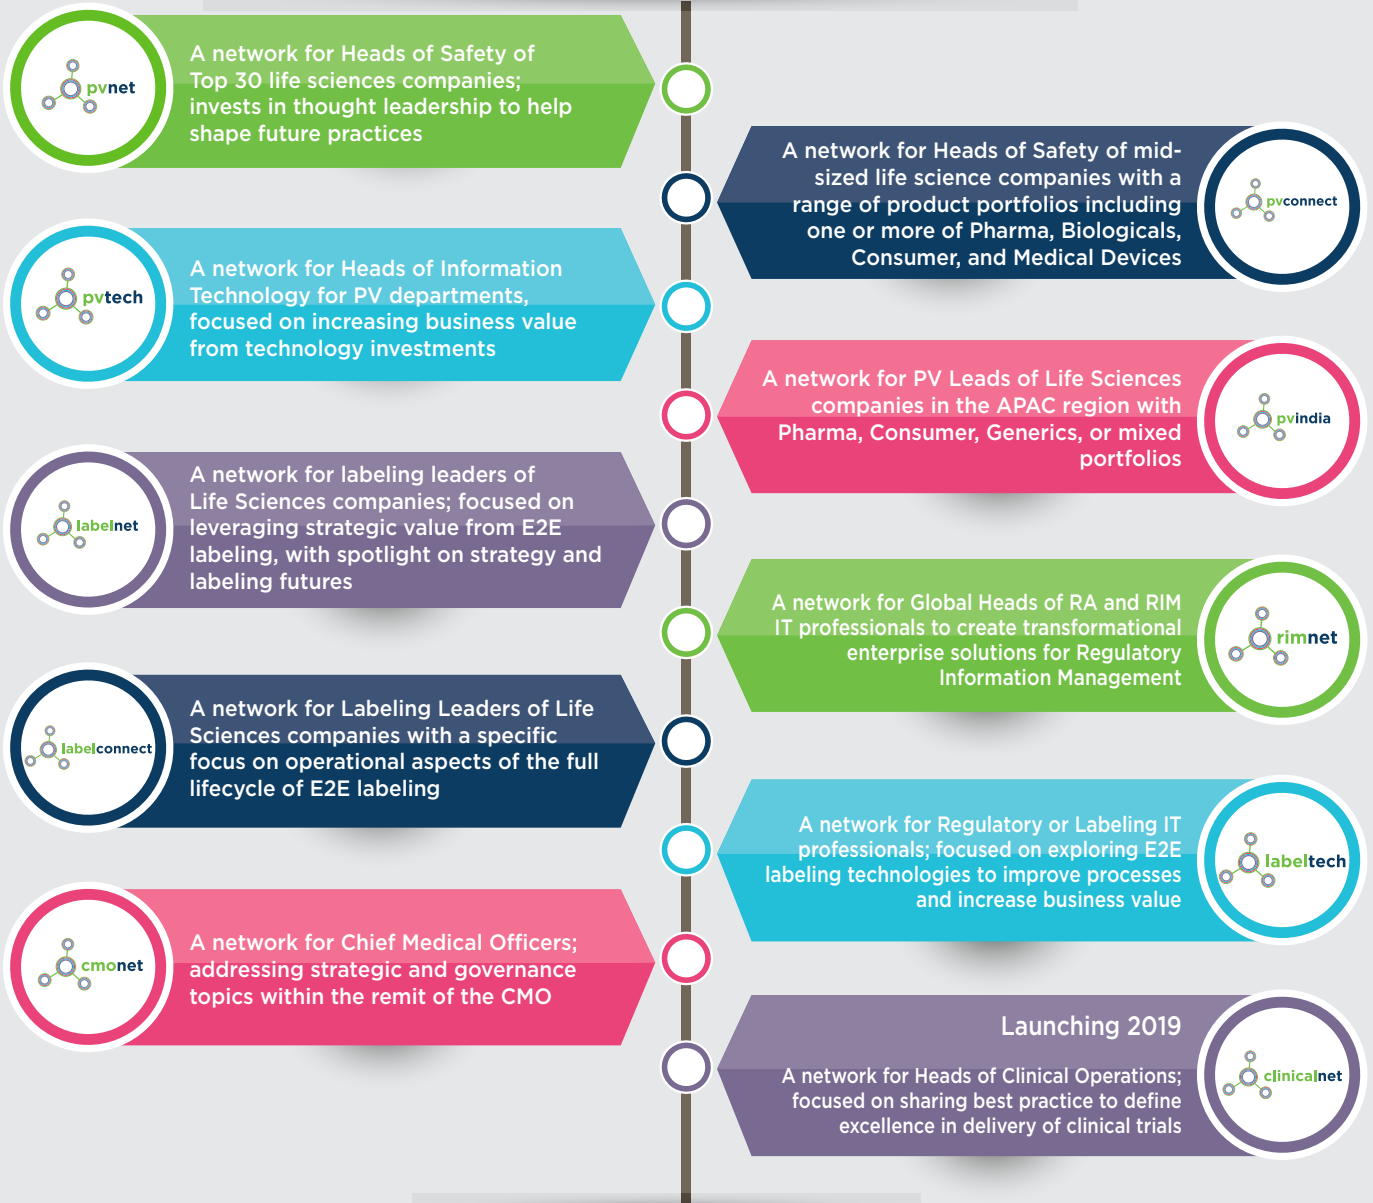 pvnet
A network for Heads of Safety of
Top 30 life sciences companies;
invests in thought leadership to help
shape future practices
A network for Heads of Safety of mid-
sized life science companies with a
range of product portfolios including
one or more of Pharma, Biologicals,
Consumer, and Medical Devices
pvconnect
pvtech
A network for Heads of Information
Technology for PV departments,
focused on increasing business value
from technology investments
A network for PV Leads of Life Sciences
companies in the APAC region with
Pharma, Consumer, Generics, or mixed
portfolios
pvindia
labelnet
A network for labeling leaders of
Life Sciences companies; focused on
leveraging strategic value from E2E
labeling, with spotlight on strategy and
labeling futures
A network for Global Heads of RA and RIM
IT professionals to create transformational
enterprise solutions for Regulatory
Information Management
rimnet
labelconnect
A network for Labeling Leaders of Life
Sciences companies with a specific
focus on operational aspects of the full
lifecycle of E2E labeling
A network for Regulatory or Labeling IT
professionals; focused on exploring E2E
labeling technologies to improve processes
and increase business value
labeltech
cmonet
A network for Chief Medical Officers;
addressing strategic and governance
topics within the remit of the CMO
Launching 2019
A network for Heads of Clinical Operations;
focused on sharing best practice to define
excellence in delivery of clinical trials
clinicalnet